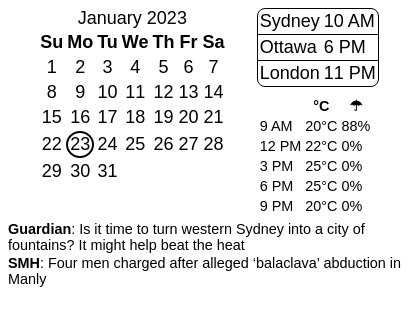 January 2023
Su Mo Tu We Th Fr Sa
1 2 3 4 5 6 7
8 9 10 11 12 13 14
15 16 17 18 19 20 21
22 23 24 25 26 27 28
29 30 31
Sydney 10 AM
Ottawa 6 PM
London 11 PM
°C ☂
9 AM 20°C 88%
12 PM 22°C 0%
3 PM 25°C 0%
6 PM 25°C 0%
9 PM 20°C 0%
Guardian: Is it time to turn western Sydney into a city of
fountains? It might help beat the heat
SMH: Four men charged after alleged ‘balaclava’ abduction in
Manly